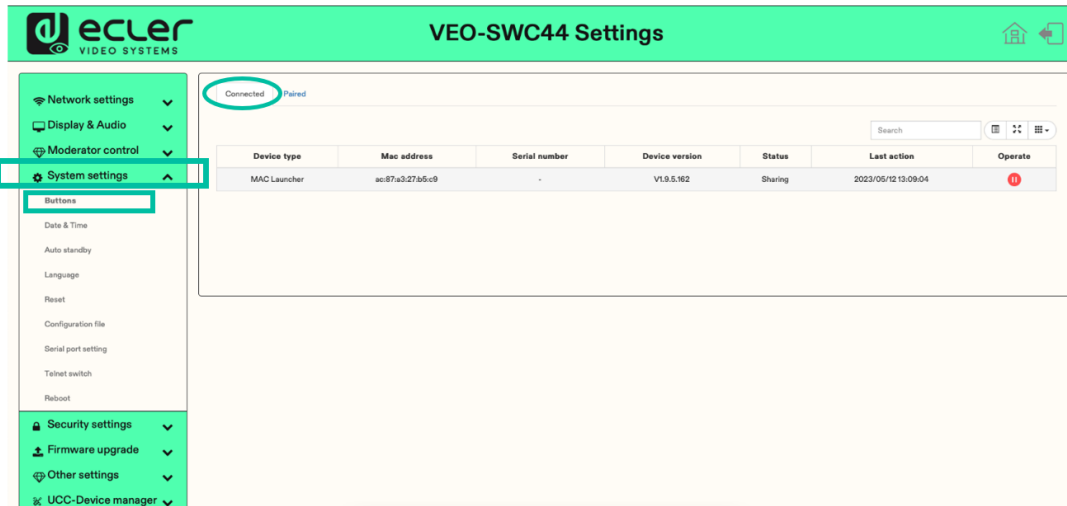 ecler
VIDEO SYSTEMS
VEO-SWC44 Settings
Network settings
Display & Audio
Moderator control
System settings
Buttons
Date & Time
Auto standby
Language
Reset
Configuration file
Serial port setting
Telnet switch
Reboot
Security settings
Firmware upgrade
Other settings
UCC-Device manager
Connected Paired
Search
Device type Mac address Serial number Device version Status Last action Operate
MAC Launcher ac:87:a3:27:b5:c9 - V1.9.5.162 Sharing 2023/05/12 13:09:04